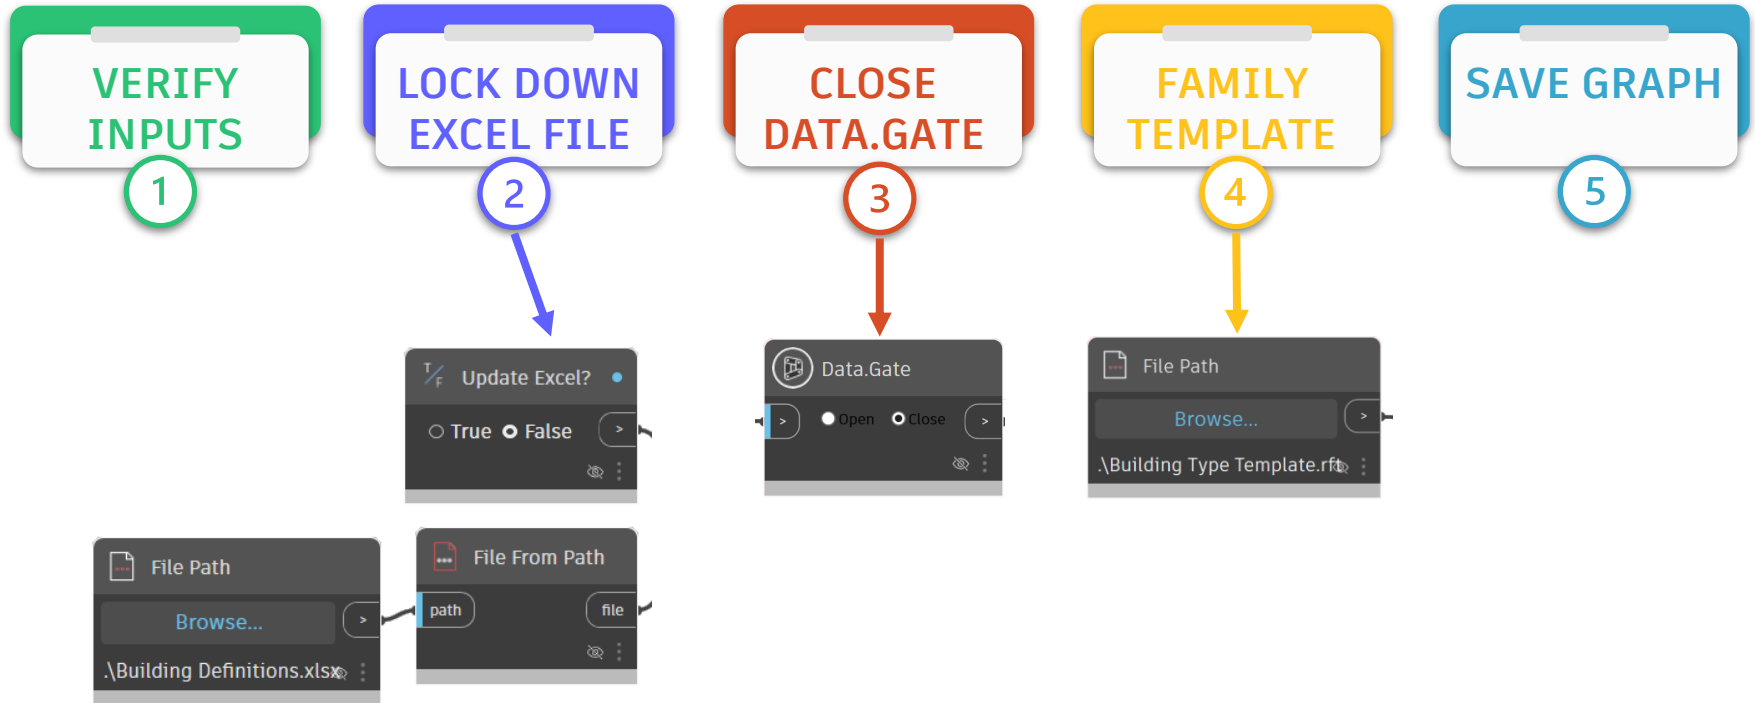 VERIFY
INPUTS
1
LOCK DOWN
EXCEL FILE
2
CLOSE
DATA.GATE
3
FAMILY
TEMPLATE
4
SAVE GRAPH
5
T/F Update Excel?
True False >
Data.Gate
> Open Close >
File Path
Browse... >
.\Building Type Template.rft
File Path
Browse... >
.\Building Definitions.xlsx
File From Path
path file